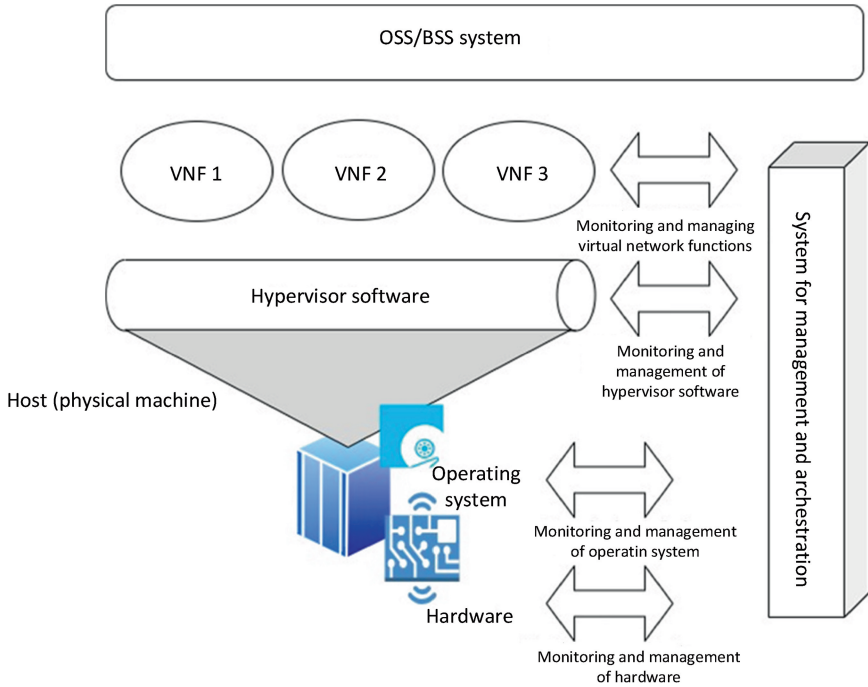 OSS/BSS system
VNF 1
VNF 2
VNF 3
Monitoring and managing
virtual network functions
Hypervisor software
Monitoring and
management of
hypervisor software
Host (physical machine)
Operating
system
Monitoring and management
of operatin system
Hardware
Monitoring and management
of hardware
System for management and archestration